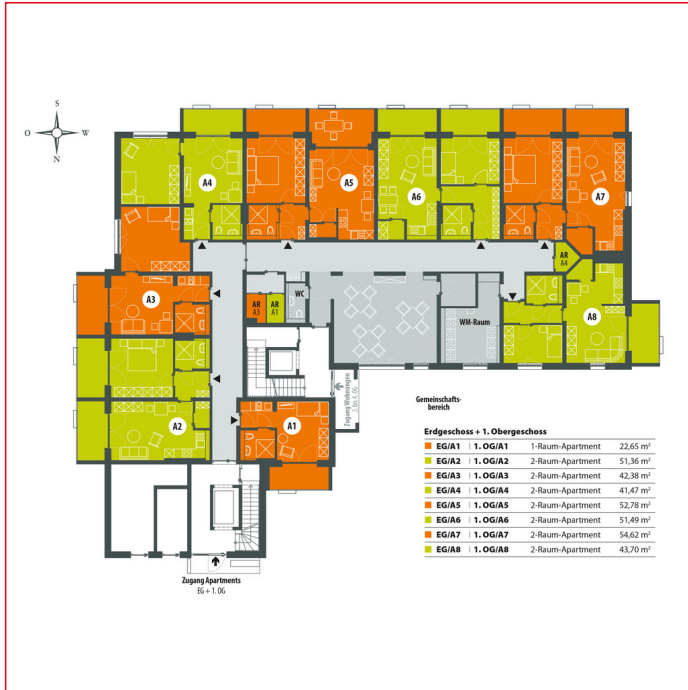 S
O W
N
A4
A5
A6
A7
A3
AR
A4
AR
A3
AR
A1
WC
WM-Raum
A8
A2
A1
Zugang Wohnungen
2. bis 4. OG
Gemeinschafts-
bereich
Zugang Apartments
EG + 1. OG
Erdgeschoss + 1. Obergeschoss
EG/A1 | 1. OG/A1 1-Raum-Apartment 22,65 m²
EG/A2 | 1. OG/A2 2-Raum-Apartment 51,36 m²
EG/A3 | 1. OG/A3 2-Raum-Apartment 42,38 m²
EG/A4 | 1. OG/A4 2-Raum-Apartment 41,47 m²
EG/A5 | 1. OG/A5 2-Raum-Apartment 52,78 m²
EG/A6 | 1. OG/A6 2-Raum-Apartment 51,49 m²
EG/A7 | 1. OG/A7 2-Raum-Apartment 54,62 m²
EG/A8 | 1. OG/A8 2-Raum-Apartment 43,70 m²